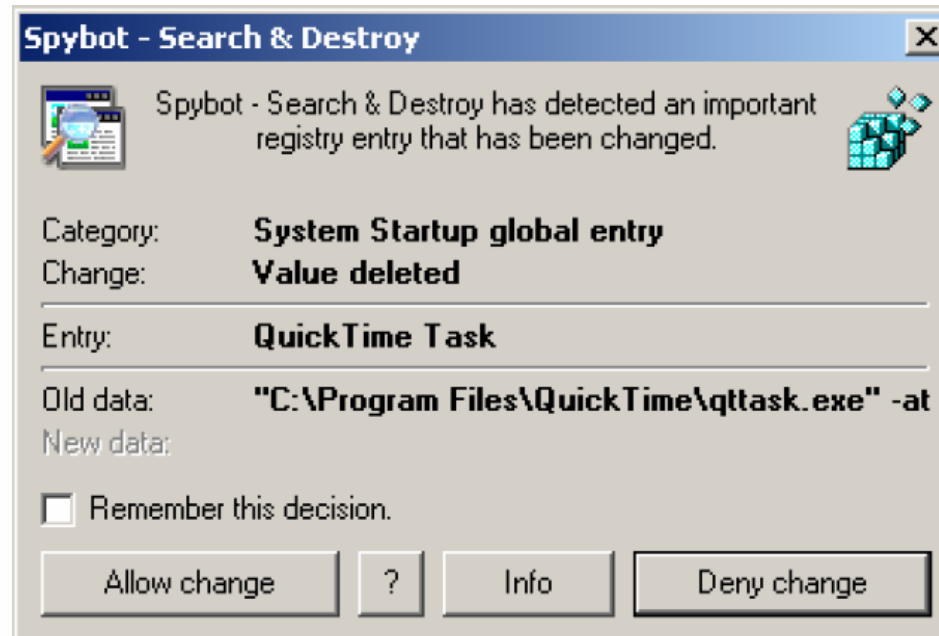 Spybot - Search & Destroy
Spybot - Search & Destroy has detected an important
registry entry that has been changed.
Category: System Startup global entry
Change: Value deleted
Entry: QuickTime Task
Old data: "C:\Program Files\QuickTime\qttask.exe" -at
New data:
Remember this decision.
Allow change ? Info Deny change